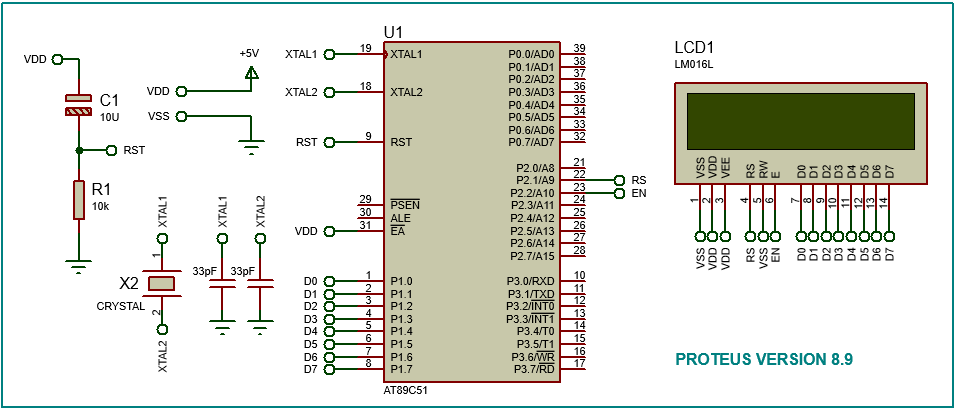 VDD
C1
10U
RST
R1
10k
+5V
VDD
VSS
XTAL1
1
X2
CRYSTAL
2
XTAL2
XTAL1
33pF
XTAL2
33pF
U1
XTAL1 19 XTAL1
XTAL2 18 XTAL2
RST 9 RST
29 PSEN
30 ALE
VDD 31 EA
D0 1 P1.0
D1 2 P1.1
D2 3 P1.2
D3 4 P1.3
D4 5 P1.4
D5 6 P1.5
D6 7 P1.6
D7 8 P1.7
P0.0/AD0 39
P0.1/AD1 38
P0.2/AD2 37
P0.3/AD3 36
P0.4/AD4 35
P0.5/AD5 34
P0.6/AD6 33
P0.7/AD7 32
P2.0/A8 21
P2.1/A9 22 RS
P2.2/A10 23 EN
P2.3/A11 24
P2.4/A12 25
P2.5/A13 26
P2.6/A14 27
P2.7/A15 28
P3.0/RXD 10
P3.1/TXD 11
P3.2/INT0 12
P3.3/INT1 13
P3.4/T0 14
P3.5/T1 15
P3.6/WR 16
P3.7/RD 17
AT89C51
LCD1
LM016L
VSS VDD VEE RS RW E D0 D1 D2 D3 D4 D5 D6 D7
1 2 3 4 5 6 7 8 9 10 11 12 13 14
VSS VDD VDD RS VSS EN D0 D1 D2 D3 D4 D5 D6 D7
PROTEUS VERSION 8.9